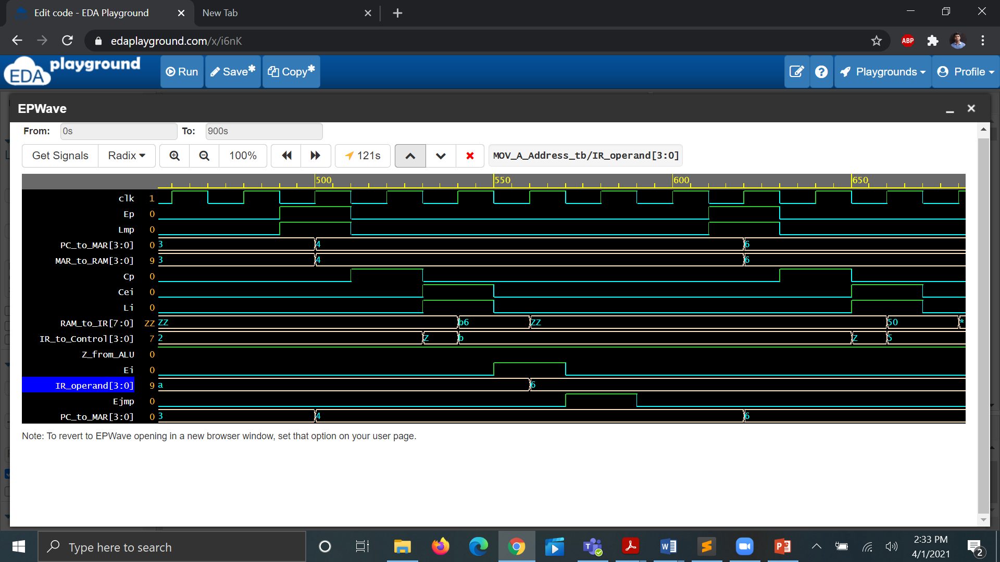 Edit code - EDA Playground
New Tab
edaplayground.com/x/i6nK
ABP
EDA playground
Run
Save*
Copy*
Playgrounds
Profile
EPWave
From: 0s To: 900s
Get Signals Radix 100% 121s MOV_A_Address_tb/IR_operand[3:0]
500 550 600 650
clk 1
Ep 0
Lmp 0
PC_to_MAR[3:0] 0 3 4 6
MAR_to_RAM[3:0] 9 3 4 6
Cp 0
Cei 0
Li 0
RAM_to_IR[7:0] ZZ ZZ b6 ZZ 50 *
IR_to_Control[3:0] 7 2 Z b Z 5
Z_from_ALU 0
Ei 0
IR_operand[3:0] 9 a 6
Ejmp 0
PC_to_MAR[3:0] 0 3 4 6
Note: To revert to EPWave opening in a new browser window, set that option on your user page.
Type here to search
2:33 PM
4/1/2021
2